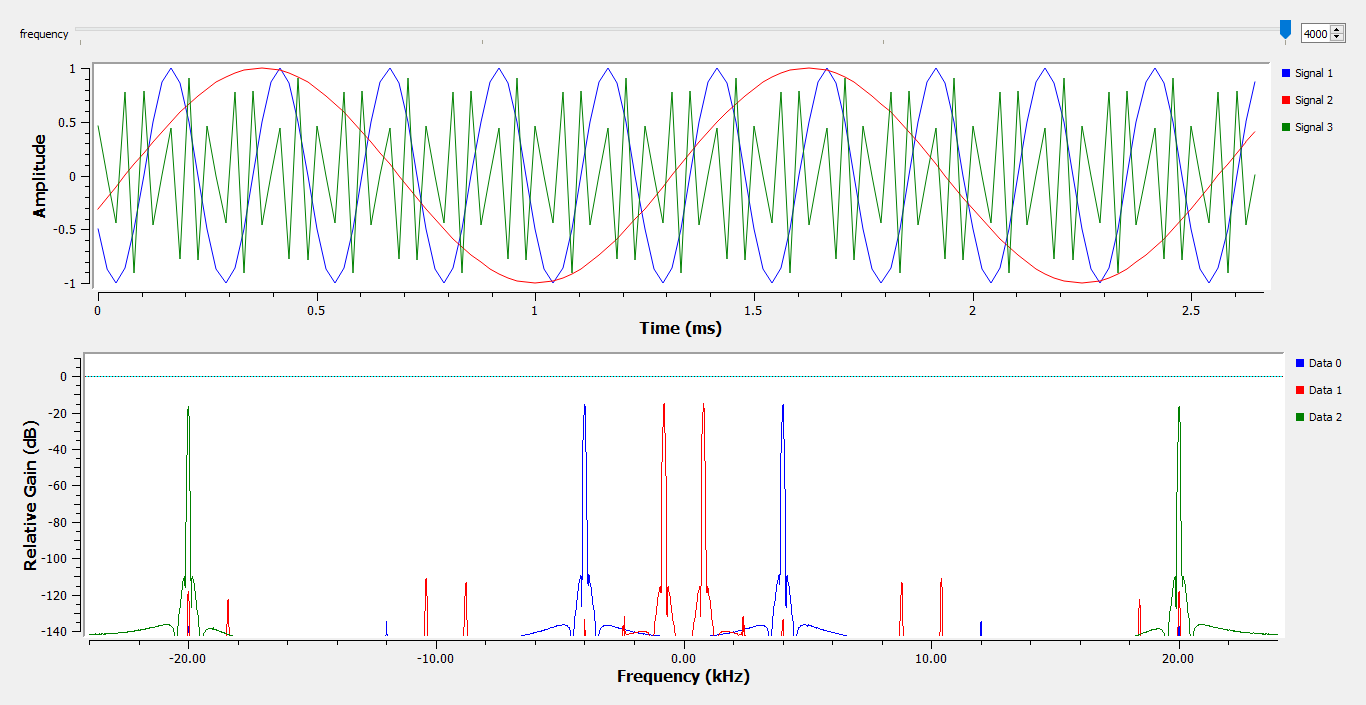 frequency
4000
1
0.5
0
-0.5
-1
Amplitude
0
0.5
1
1.5
2
2.5
Time (ms)
Signal 1
Signal 2
Signal 3
0
-20
-40
-60
-80
-100
-120
-140
Relative Gain (dB)
-20.00
-10.00
0.00
10.00
20.00
Frequency (kHz)
Data 0
Data 1
Data 2